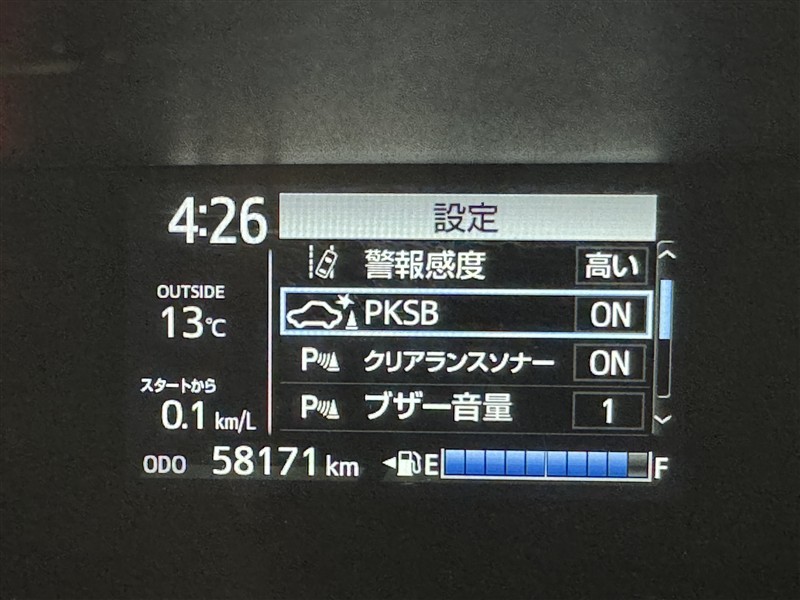 4:26
設定
警報感度 高い
PKSB ON
P クリアランスソナー ON
P ブザー音量 1
OUTSIDE
13℃
スタートから
0.1 km/L
ODO 58171 km E F